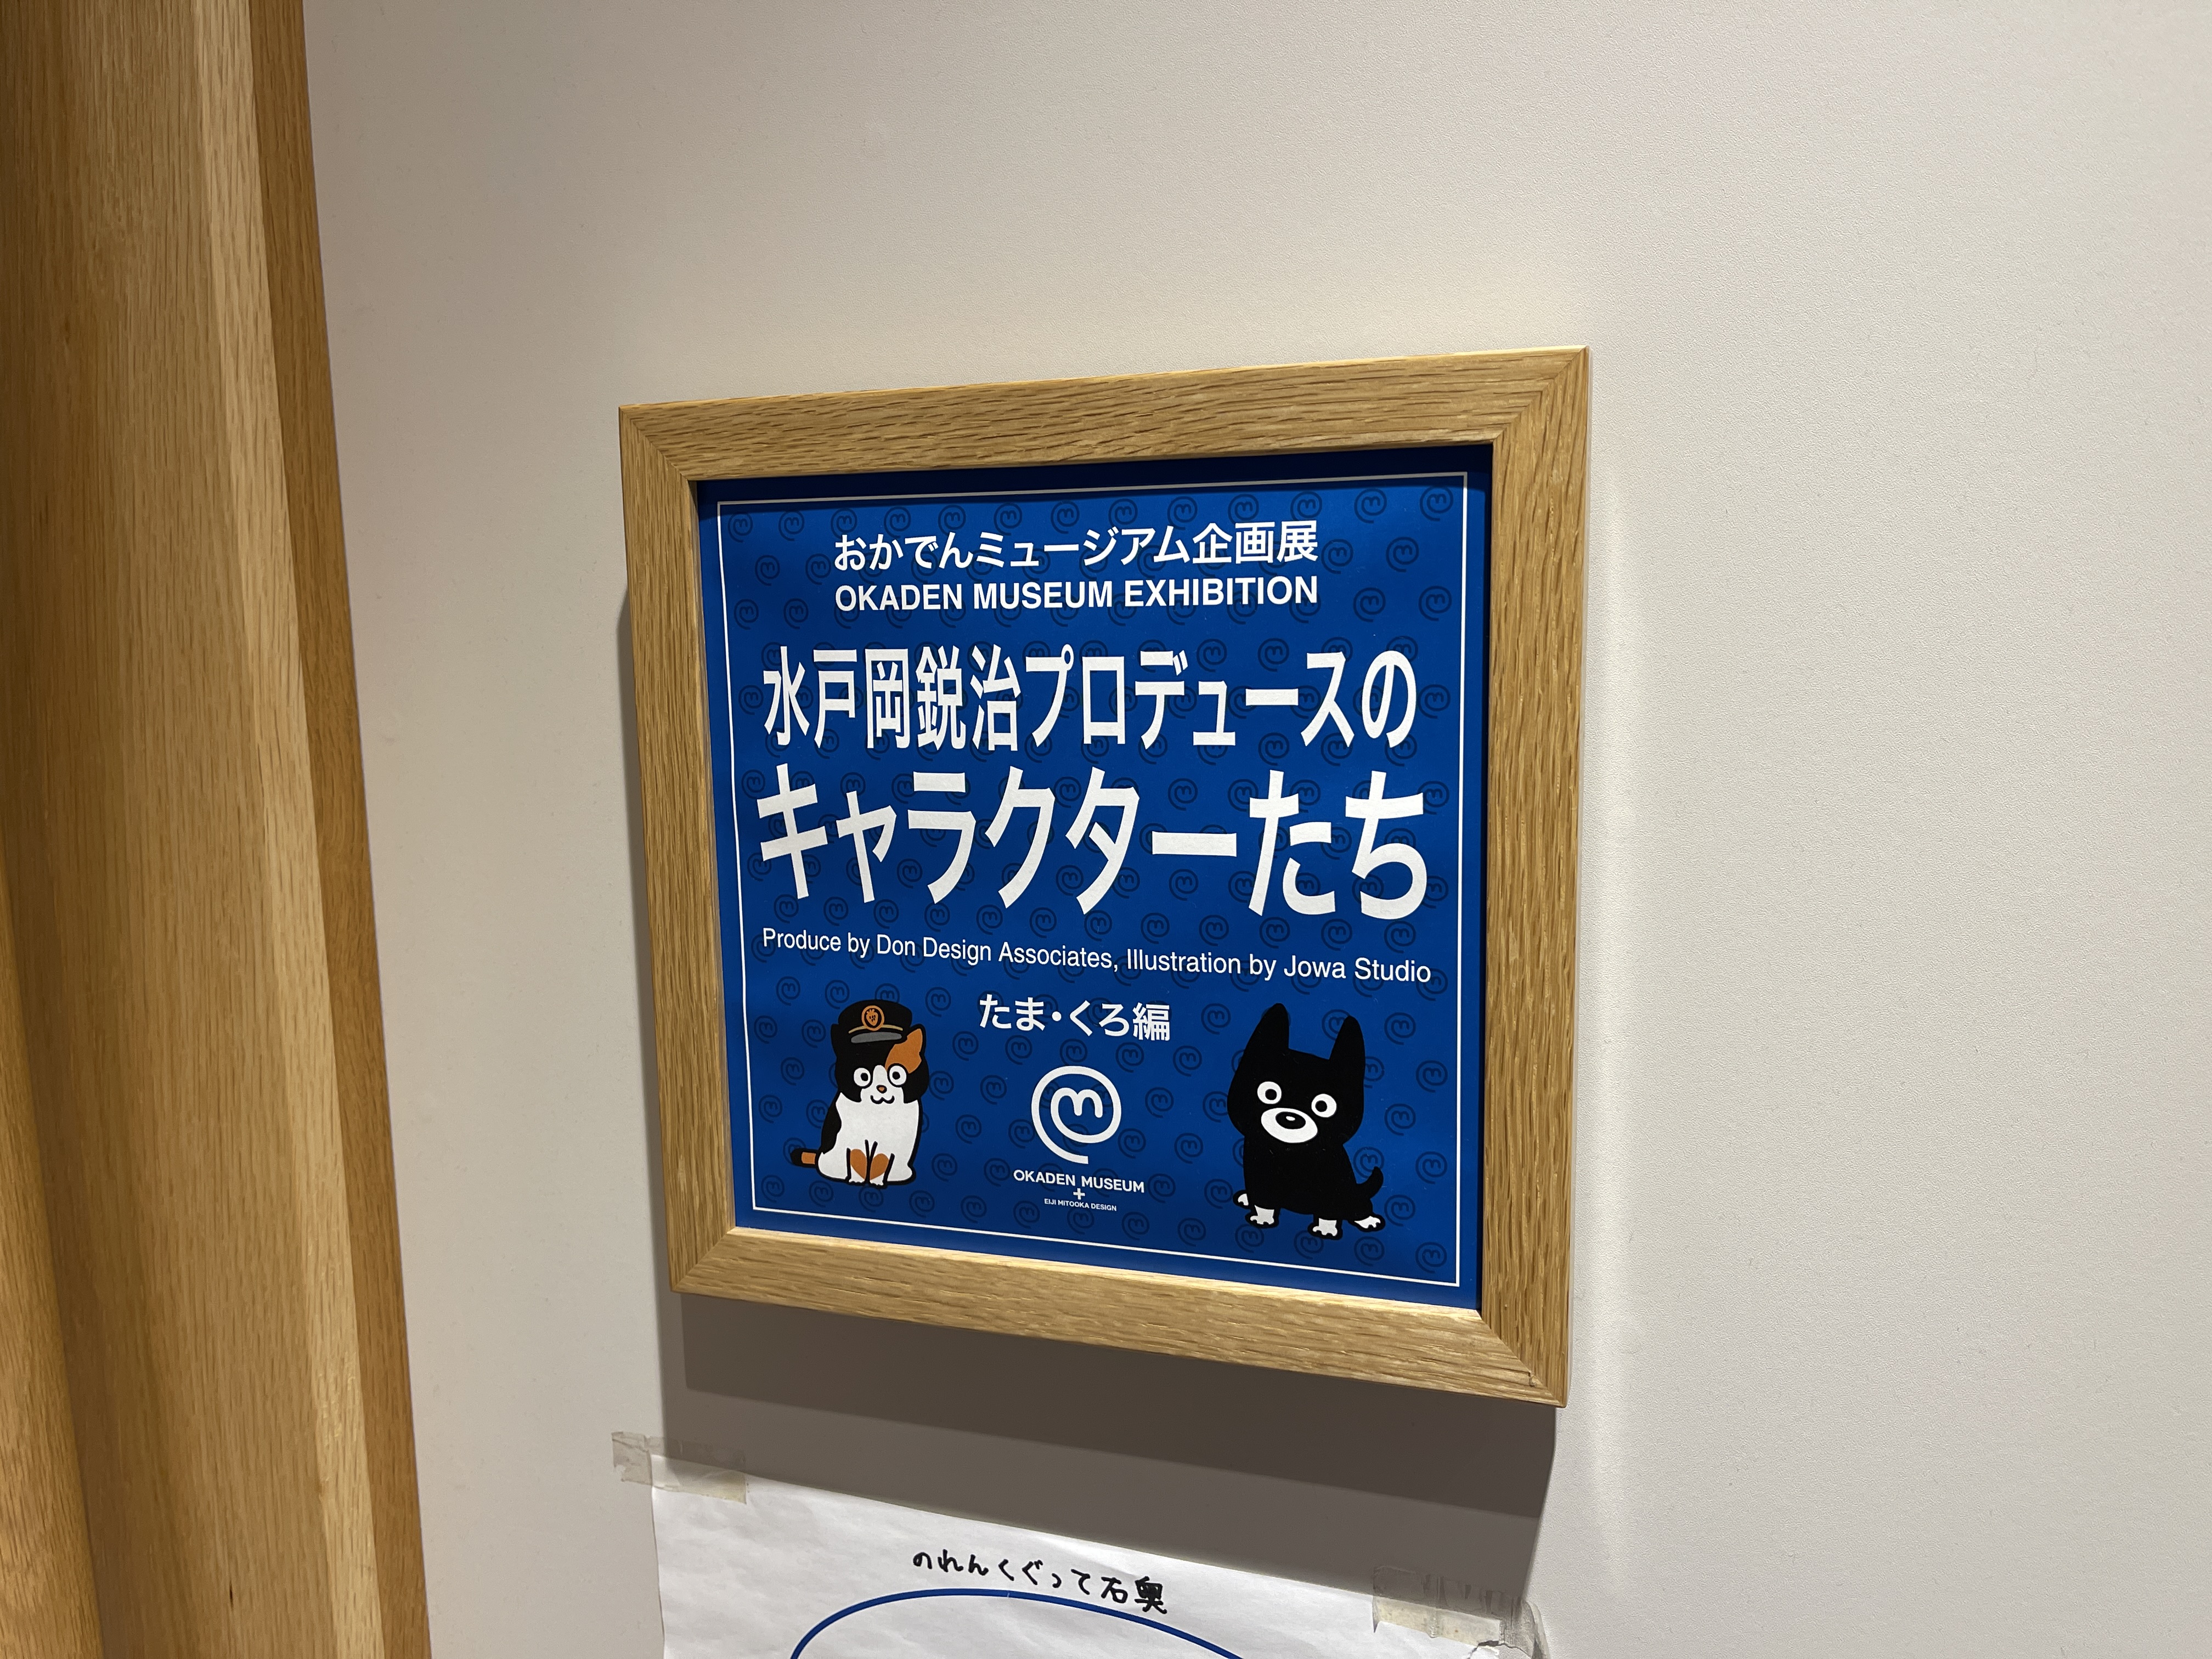 おかでんミュージアム企画展
OKADEN MUSEUM EXHIBITION
水戸岡鋭治プロデュースの
キャラクターたち
Produce by Don Design Associates, Illustration by Jowa Studio
たま・くろ編
OKADEN MUSEUM
+
EIJI MITOOKA DESIGN
のれんくぐって右奥